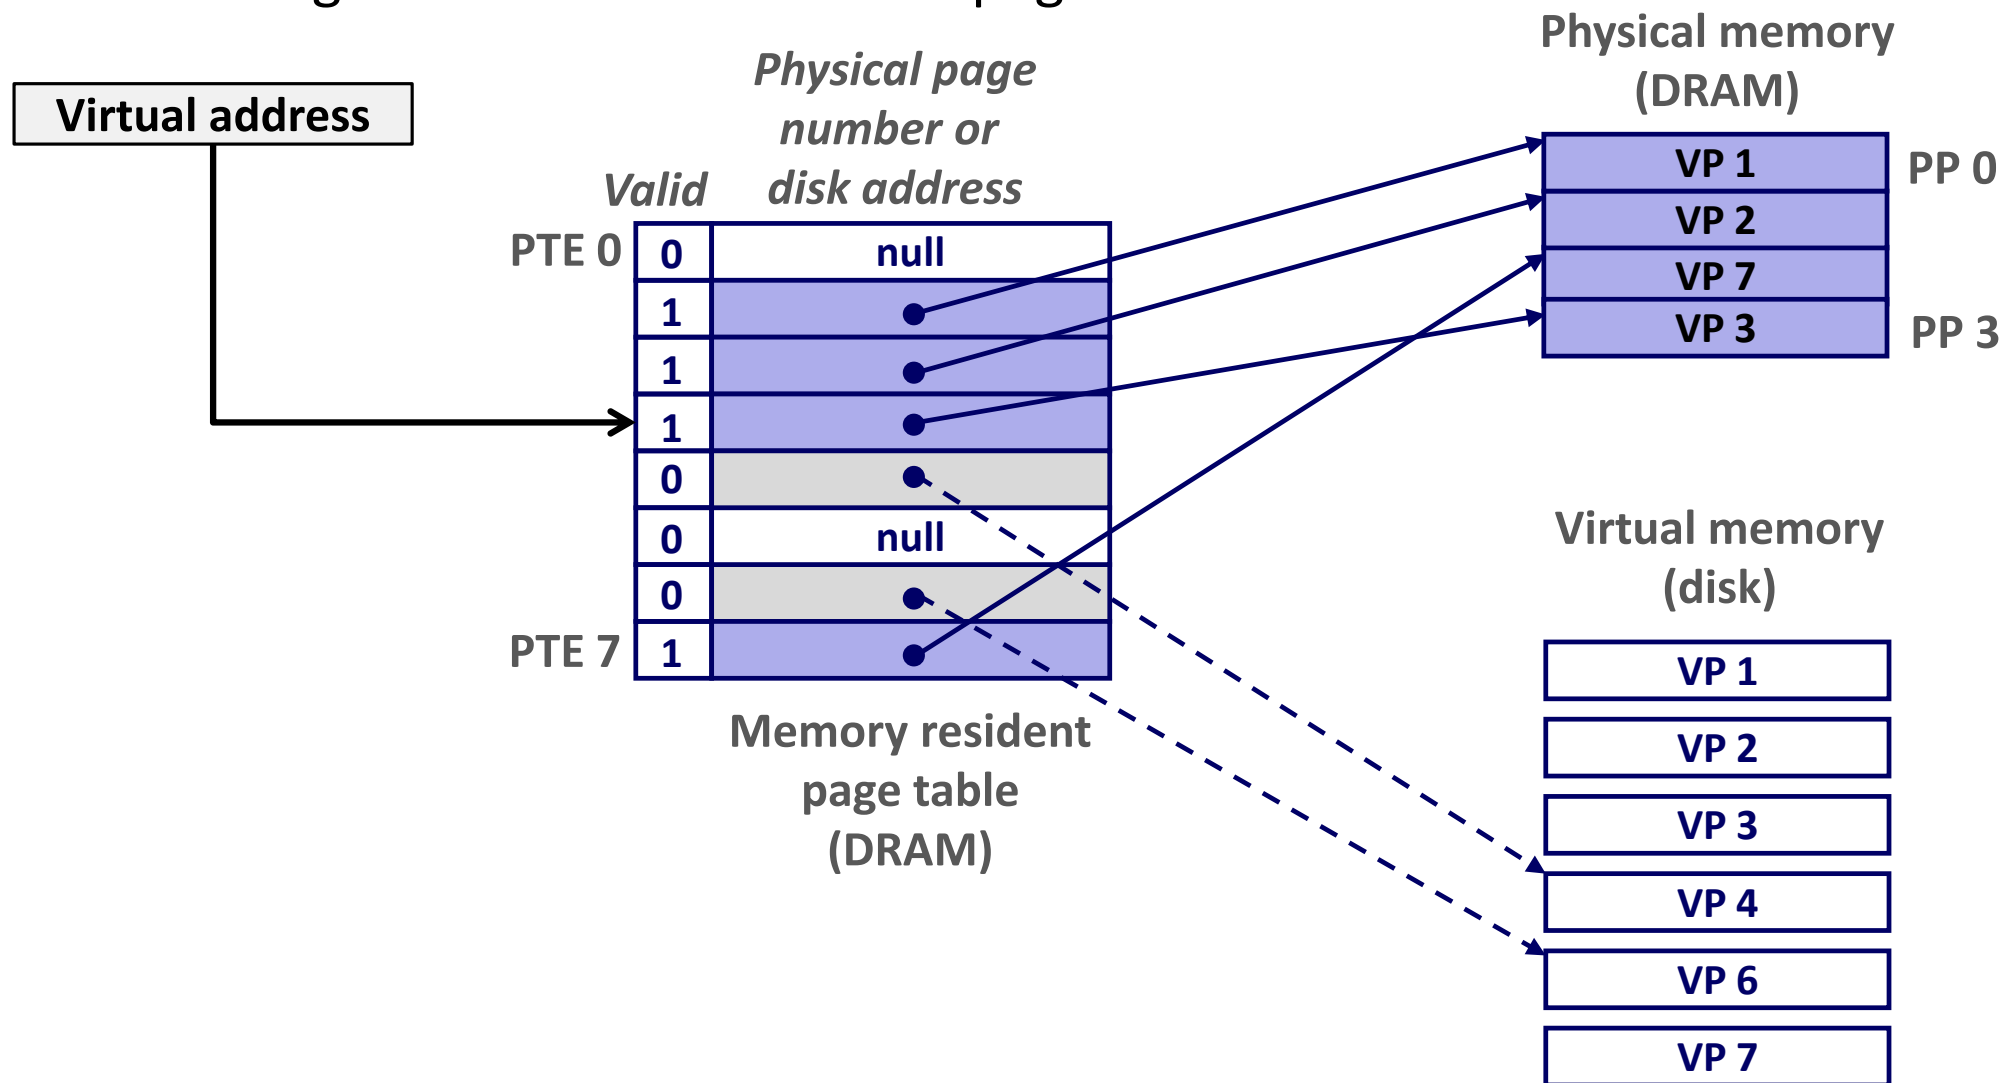 Virtual address
Physical page
number or
disk address
Valid
PTE 0
0
null
1
1
1
0
0
null
0
PTE 7
1
Memory resident
page table
(DRAM)
Physical memory
(DRAM)
VP 1
PP 0
VP 2
VP 7
VP 3
PP 3
Virtual memory
(disk)
VP 1
VP 2
VP 3
VP 4
VP 6
VP 7